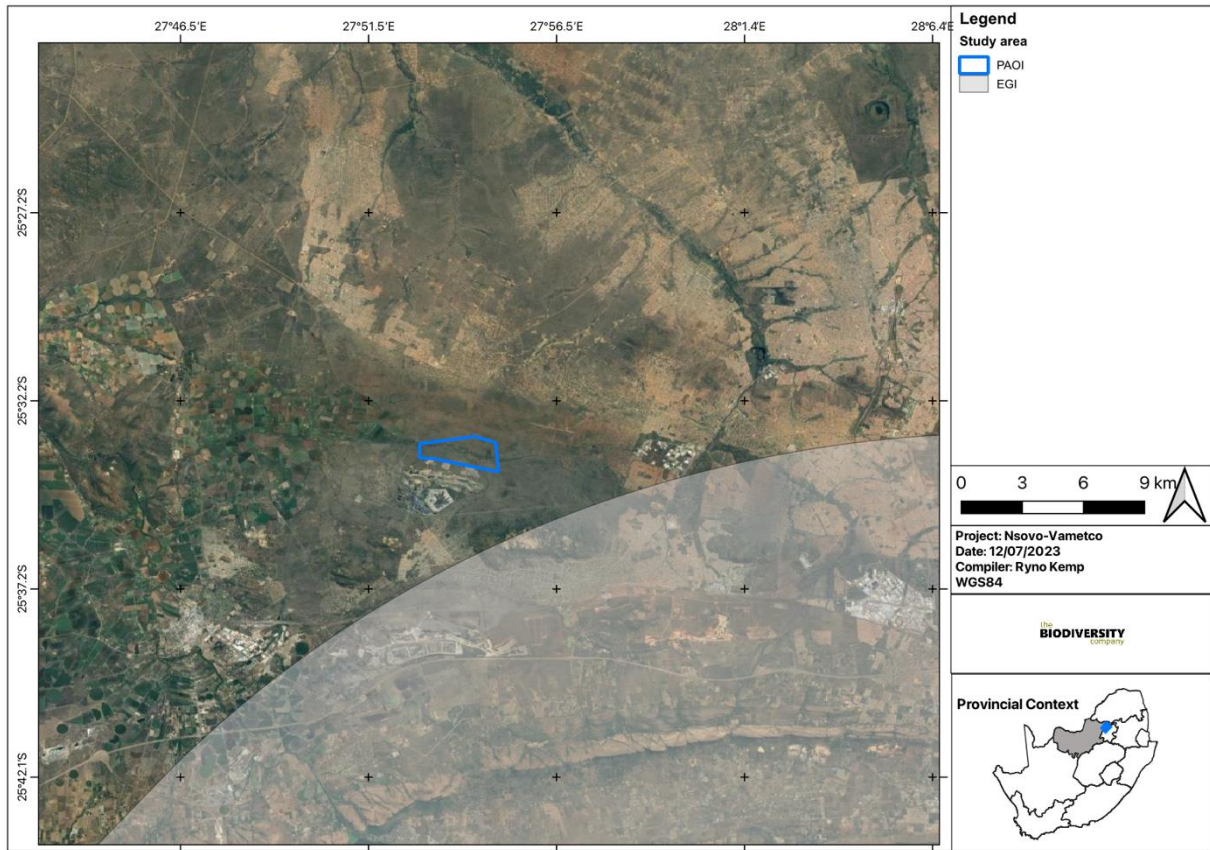 27°46.5'E 27°51.5'E 27°56.5'E 28°1.4'E 28°6.4'E
25°27.2'S
25°32.2'S
25°37.2'S
25°42.1'S
Legend
Study area
PAOI
EGI
0 3 6 9 km
Project: Nsovo-Vametco
Date: 12/07/2023
Compiler: Ryno Kemp
WGS84
the
BIODIVERSITY
company
Provincial Context